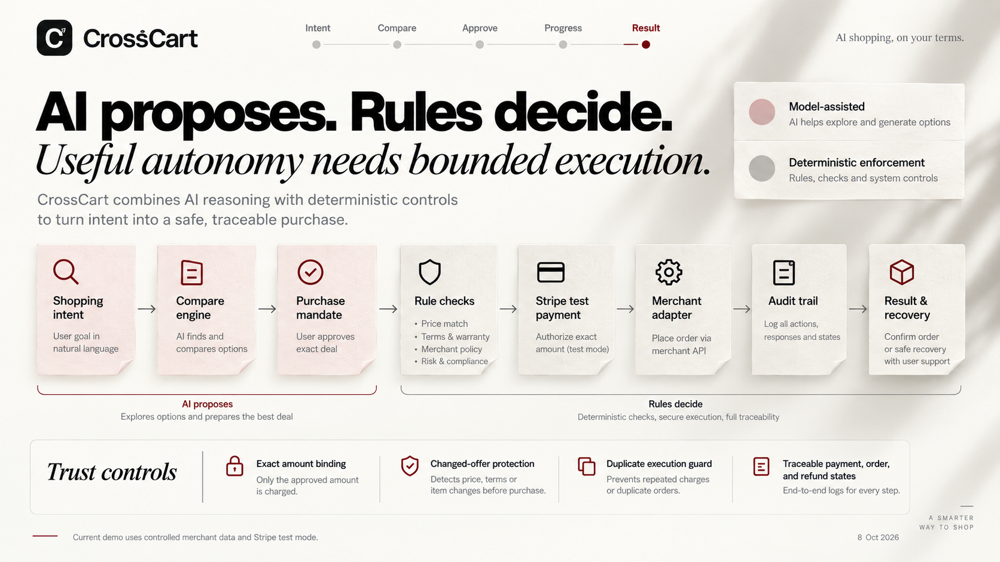 C
CrossCart
Intent
Compare
Approve
Progress
Result
AI shopping, on your terms.
AI proposes. Rules decide.
Useful autonomy needs bounded execution.
CrossCart combines AI reasoning with deterministic controls
to turn intent into a safe, traceable purchase.
Model-assisted
AI helps explore and generate options
Deterministic enforcement
Rules, checks and system controls
Shopping
intent
User goal in
natural language
Compare
engine
AI finds and
compares options
Purchase
mandate
User approves
exact deal
Rule checks
• Price match
• Terms & warranty
• Merchant policy
• Risk & compliance
Stripe test
payment
Authorize exact
amount (test mode)
Merchant
adapter
Place order via
merchant API
Audit trail
Log all actions,
responses and states
Result &
recovery
Confirm order
or safe recovery
with user support
AI proposes
Explores options and prepares the best deal
Rules decide
Deterministic checks, secure execution, full traceability
Trust controls
Exact amount binding
Only the approved amount
is charged.
Changed-offer protection
Detects price, terms or
item changes before purchase.
Duplicate execution guard
Prevents repeated charges
or duplicate orders.
Traceable payment, order,
and refund states
End-to-end logs for every step.
A SMARTER
WAY TO SHOP
Current demo uses controlled merchant data and Stripe test mode.
8 Oct 2026